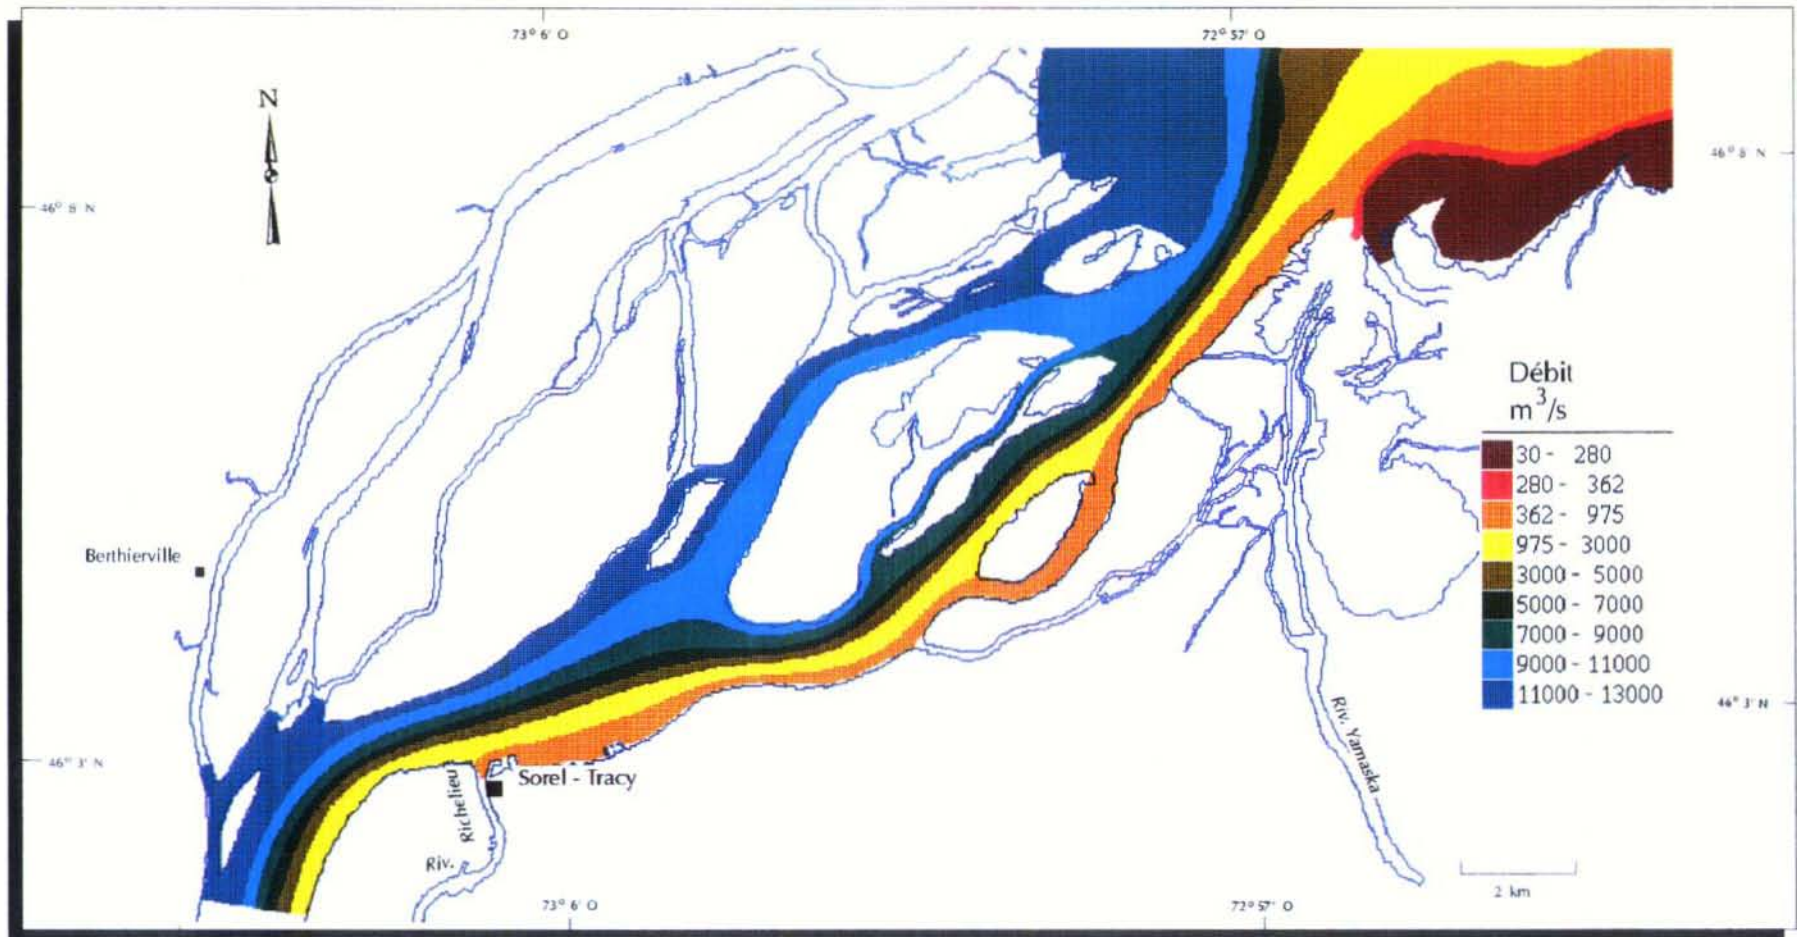 73° 6' O
72° 57' O
N
46° 8' N
46° 8' N
Débit
m³/s
30 - 280
280 - 362
362 - 975
975 - 3000
3000 - 5000
5000 - 7000
7000 - 9000
9000 - 11000
11000 - 13000
Berthierville
46° 3' N
46° 3' N
Sorel - Tracy
Riv. Richelieu
Riv. Yamaska
2 km
73° 6' O
72° 57' O